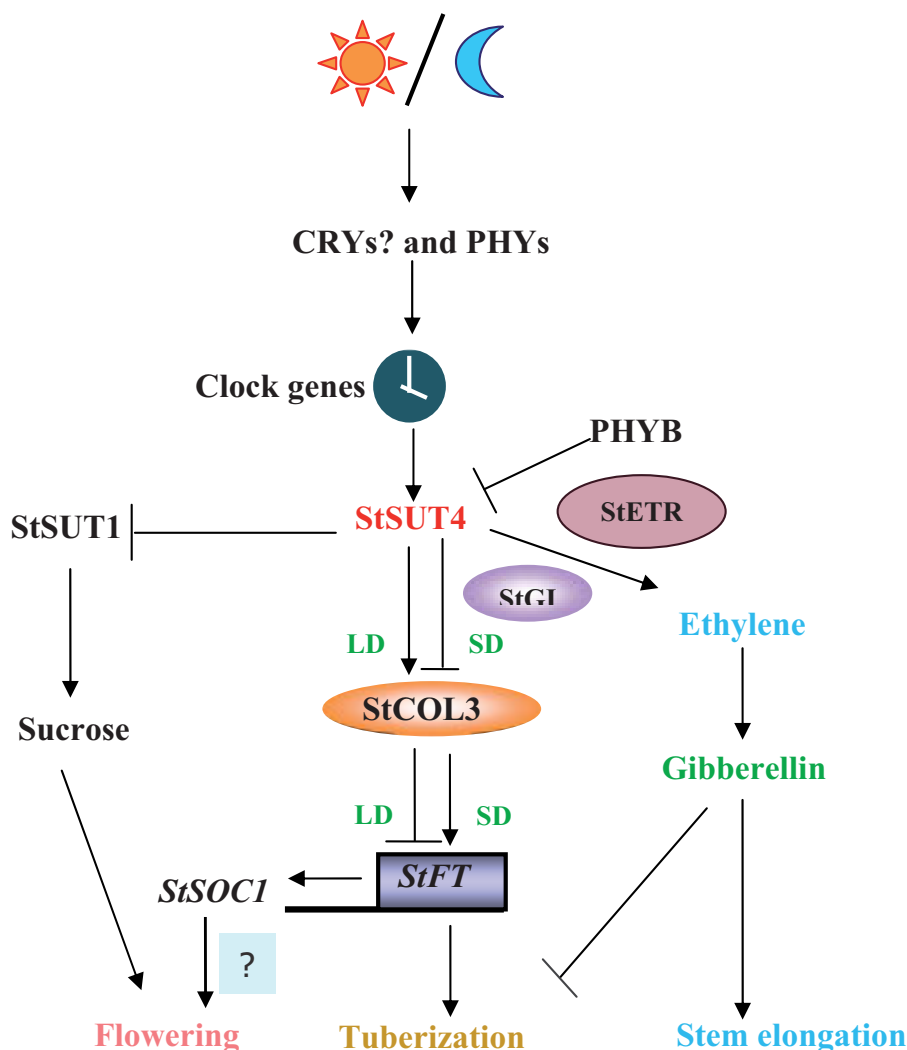 CRYs? and PHYs
Clock genes
PHYB
StETR
StSUT1
StSUT4
StGI
Ethylene
LD
SD
StCOL3
Sucrose
Gibberellin
LD
SD
StFT
StSOC1
?
Flowering
Tuberization
Stem elongation